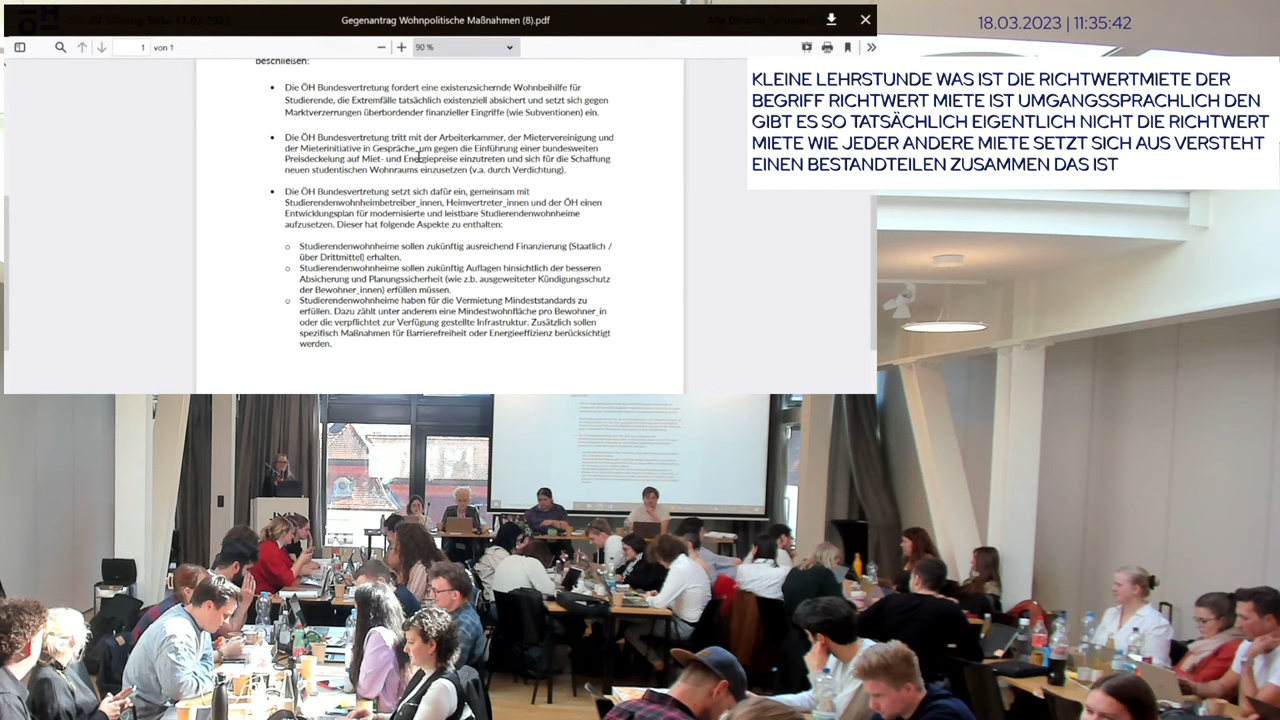 Gegenantrag Wohnpolitische Maßnahmen (8).pdf
18.03.2023 | 11:35:42
1 von 1
90 %
KLEINE LEHRSTUNDE WAS IST DIE RICHTWERTMIETE DER
BEGRIFF RICHTWERT MIETE IST UMGANGSSPRACHLICH DEN
GIBT ES SO TATSÄCHLICH EIGENTLICH NICHT DIE RICHTWERT
MIETE WIE JEDER ANDERE MIETE SETZT SICH AUS VERSTEHT
EINEN BESTANDTEILEN ZUSAMMEN DAS IST
beschließen:
• Die ÖH Bundesvertretung fordert eine existenzsichernde Wohnbeihilfe für
Studierende, die Extremfälle tatsächlich existenziell absichert und setzt sich gegen
Marktverzerrungen überbordender finanzieller Eingriffe (wie Subventionen) ein.
• Die ÖH Bundesvertretung tritt mit der Arbeiterkammer, der Mietervereinigung und
der Mieterinitiative in Gespräche, um gegen die Einführung einer bundesweiten
Preisdeckelung auf Miet- und Energiepreise einzutreten und sich für die Schaffung
neuen studentischen Wohnraums einzusetzen (v.a. durch Verdichtung).
• Die ÖH Bundesvertretung setzt sich dafür ein, gemeinsam mit
Studierendenwohnheimbetreiber_innen, Heimvertreter_innen und der ÖH einen
Entwicklungsplan für modernisierte und leistbare Studierendenwohnheime
aufzusetzen. Dieser hat folgende Aspekte zu enthalten:
o Studierendenwohnheime sollen zukünftig ausreichend Finanzierung (Staatlich /
über Drittmittel) erhalten.
o Studierendenwohnheime sollen zukünftig Auflagen hinsichtlich der besseren
Absicherung und Planungssicherheit (wie z.b. ausgeweiteter Kündigungsschutz
der Bewohner_innen) erfüllen müssen.
o Studierendenwohnheime haben für die Vermietung Mindeststandards zu
erfüllen. Dazu zählt unter anderem eine Mindestwohnfläche pro Bewohner_in
oder die verpflichtet zur Verfügung gestellte Infrastruktur. Zusätzlich sollen
spezifisch Maßnahmen für Barrierefreiheit oder Energieeffizienz berücksichtigt
werden.